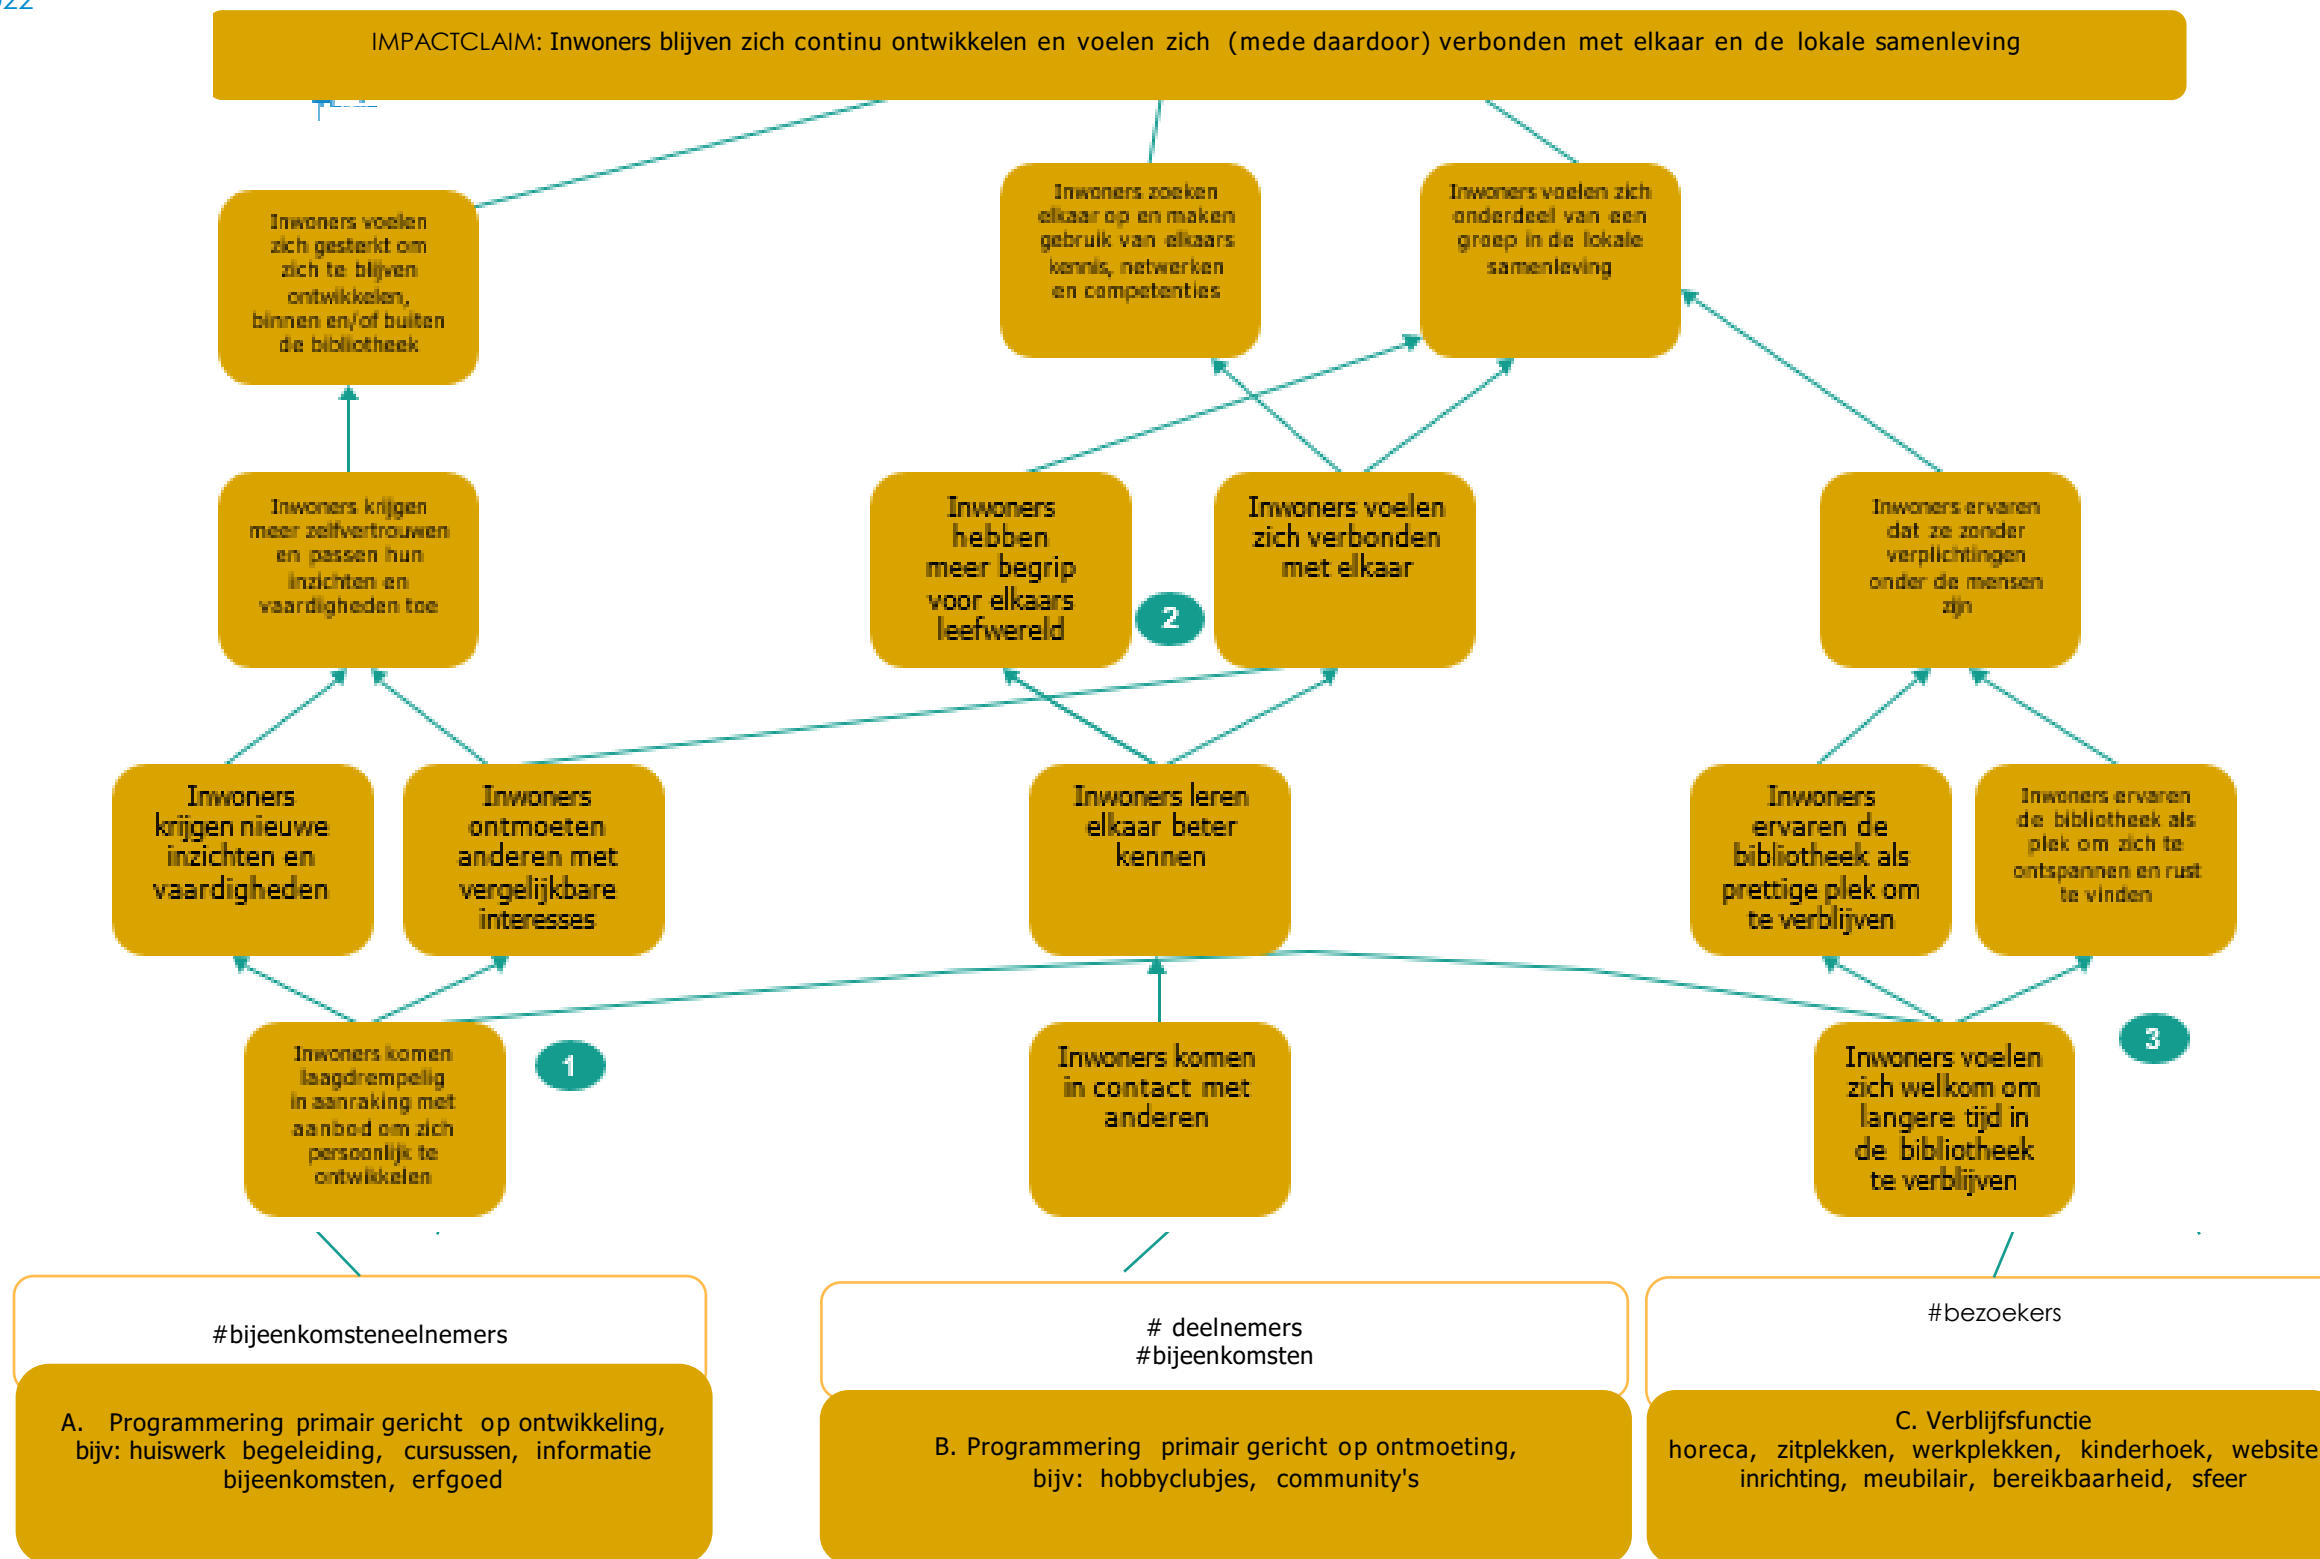 IMPACTCLAIM: Inwoners blijven zich continu ontwikkelen en voelen zich (mede daardoor) verbonden met elkaar en de lokale samenleving
Inwoners voelen
zich gesterkt om
zich te blijven
ontwikkelen,
binnen en/of buiten
de bibliotheek
Inwoners zoeken
elkaar op en maken
gebruik van elkaars
kennis, netwerken
en competenties
Inwoners voelen zich
onderdeel van een
groep in de lokale
samenleving
Inwoners krijgen
meer zelfvertrouwen
en passen hun
inzichten en
vaardigheden toe
Inwoners
hebben
meer begrip
voor elkaars
leefwereld
2
Inwoners voelen
zich verbonden
met elkaar
Inwoners ervaren
dat ze zonder
verplichtingen
onder de mensen
zijn
Inwoners
krijgen nieuwe
inzichten en
vaardigheden
Inwoners
ontmoeten
anderen met
vergelijkbare
interesses
Inwoners leren
elkaar beter
kennen
Inwoners
ervaren de
bibliotheek als
prettige plek om
te verblijven
Inwoners ervaren
de bibliotheek als
plek om zich te
ontspannen en rust
te vinden
Inwoners komen
laagdrempelig
in aanraking met
aanbod om zich
persoonlijk te
ontwikkelen
1
Inwoners komen
in contact met
anderen
Inwoners voelen
zich welkom om
langere tijd in
de bibliotheek
te verblijven
3
#bijeenkomsteneelnemers
# deelnemers
#bijeenkomsten
#bezoekers
A. Programmering primair gericht op ontwikkeling,
bijv: huiswerk begeleiding, cursussen, informatie
bijeenkomsten, erfgoed
B. Programmering primair gericht op ontmoeting,
bijv: hobbyclubjes, community's
C. Verblijfsfunctie
horeca, zitplekken, werkplekken, kinderhoek, website
inrichting, meubilair, bereikbaarheid, sfeer